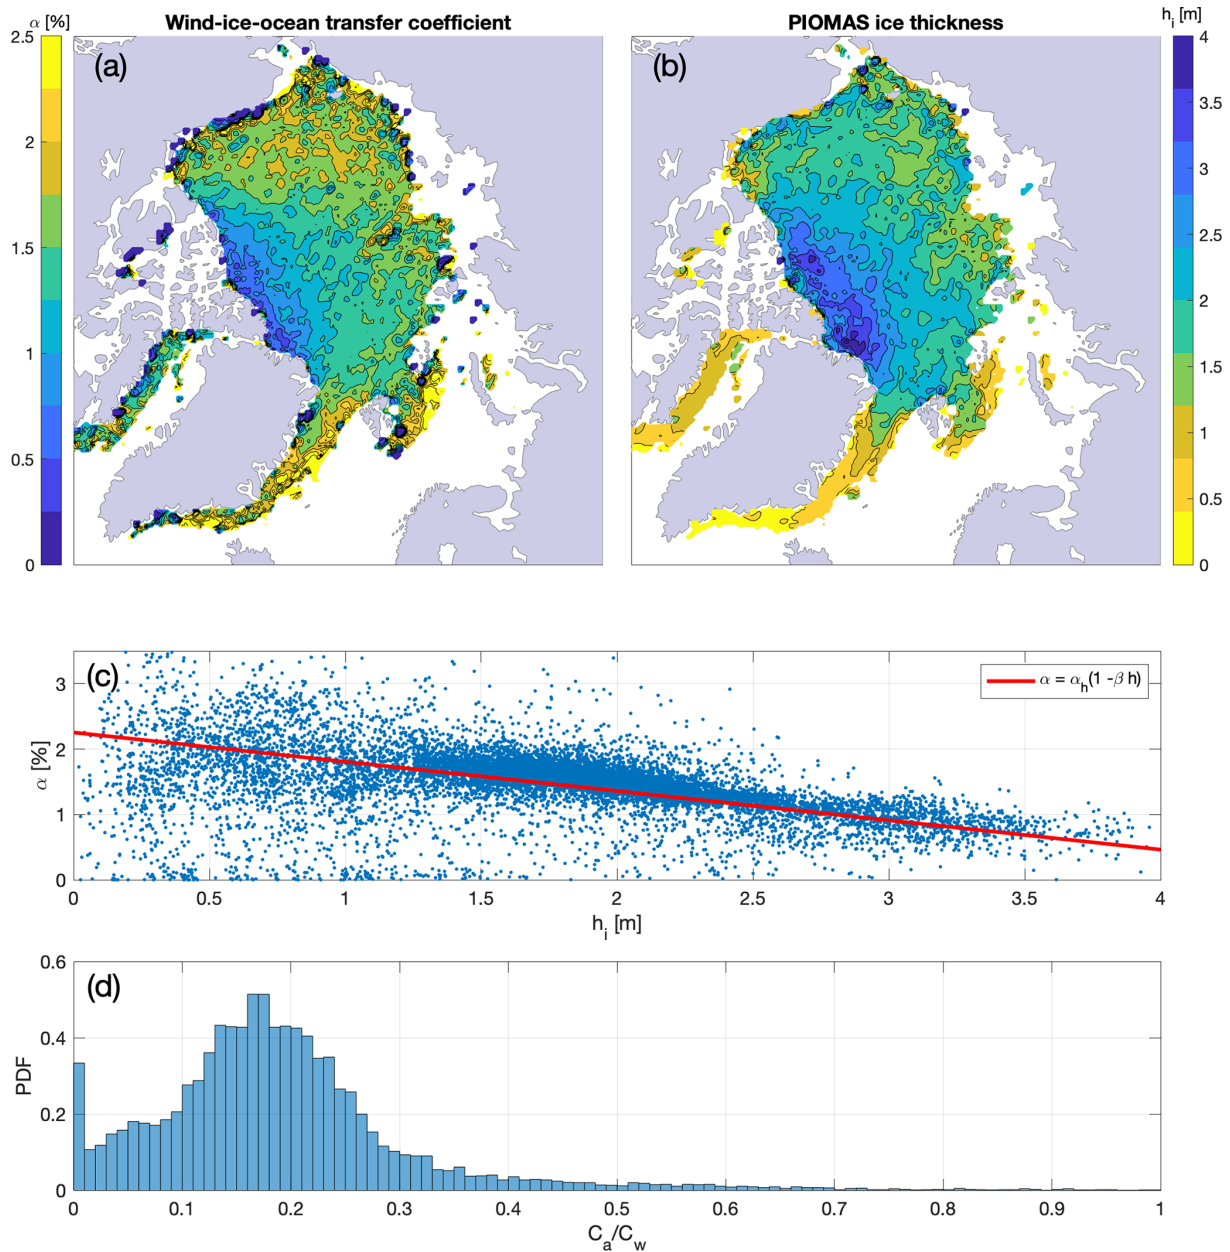 α [%]
Wind-ice-ocean transfer coefficient
PIOMAS ice thickness
h_i [m]
2.5
2
1.5
1
0.5
0
(a)
(b)
4
3.5
3
2.5
2
1.5
1
0.5
0
(c)
α = α_h(1 -β h)
3
2
1
0
α [%]
0 0.5 1 1.5 2 2.5 3 3.5 4
h_i [m]
(d)
0.6
0.4
0.2
0
PDF
0 0.1 0.2 0.3 0.4 0.5 0.6 0.7 0.8 0.9 1
C_a/C_w